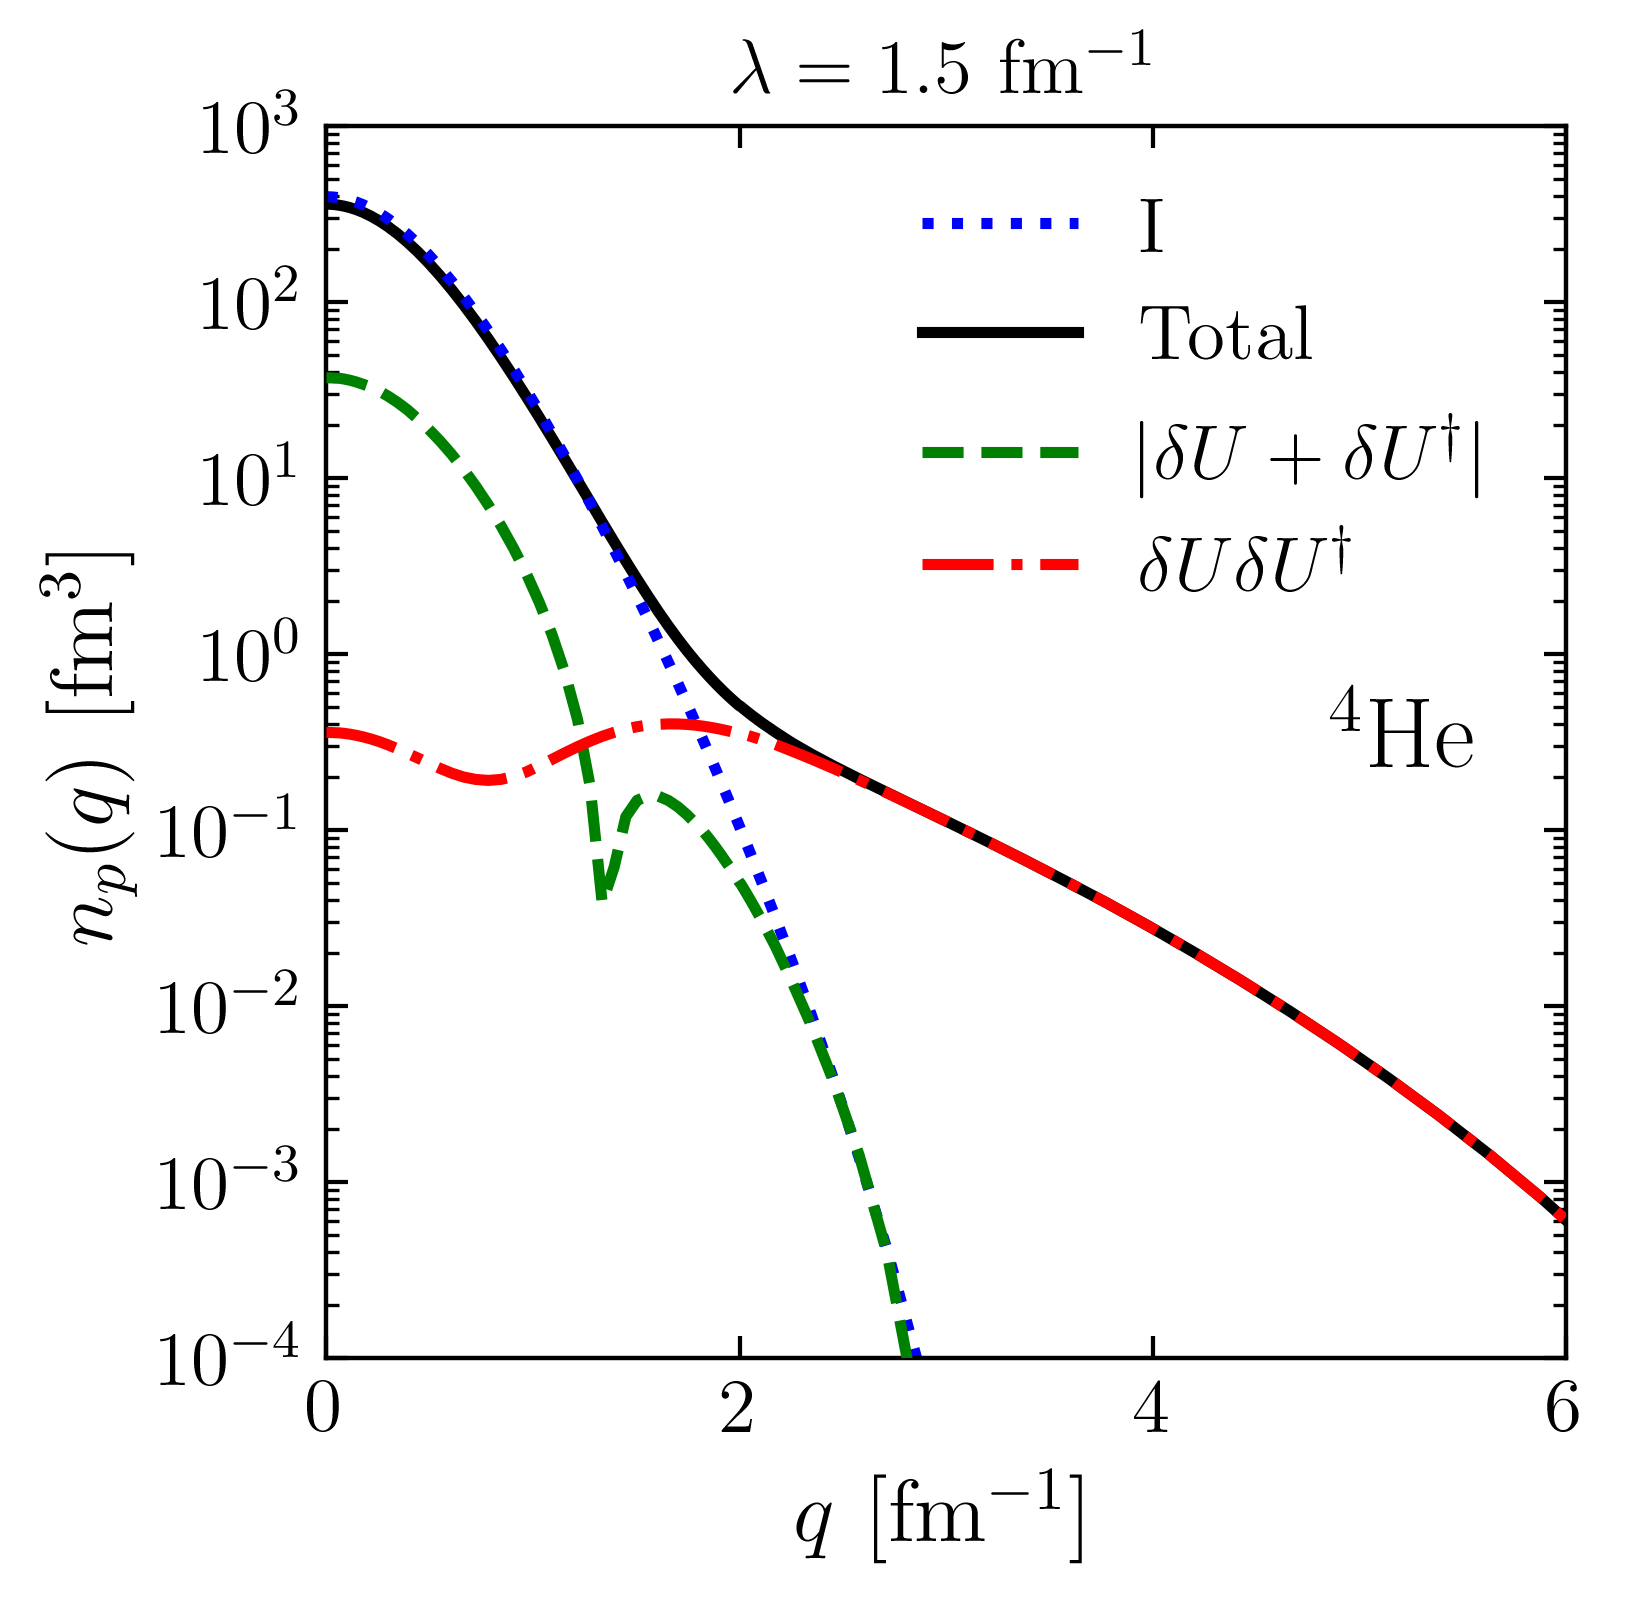 λ = 1.5 fm⁻¹
10³
10²
10¹
10⁰
10⁻¹
10⁻²
10⁻³
10⁻⁴
nₚ(q) [fm³]
I
Total
|δU + δU†|
δUδU†
⁴He
0 2 4 6
q [fm⁻¹]